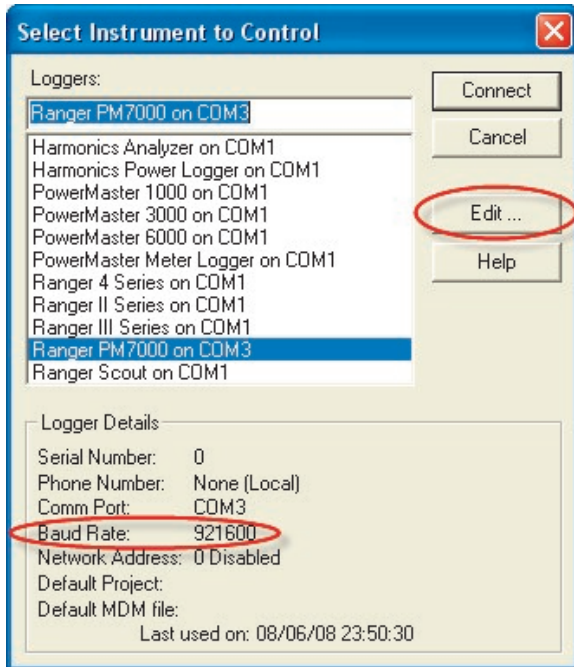 Select Instrument to Control
Loggers:
Ranger PM7000 on COM3
Harmonics Analyzer on COM1
Harmonics Power Logger on COM1
PowerMaster 1000 on COM1
PowerMaster 3000 on COM1
PowerMaster 6000 on COM1
PowerMaster Meter Logger on COM1
Ranger 4 Series on COM1
Ranger II Series on COM1
Ranger III Series on COM1
Ranger PM7000 on COM3
Ranger Scout on COM1
Connect
Cancel
Edit ...
Help
Logger Details
Serial Number: 0
Phone Number: None (Local)
Comm Port: COM3
Baud Rate: 921600
Network Address: 0 Disabled
Default Project:
Default MDM file:
Last used on: 08/06/08 23:50:30